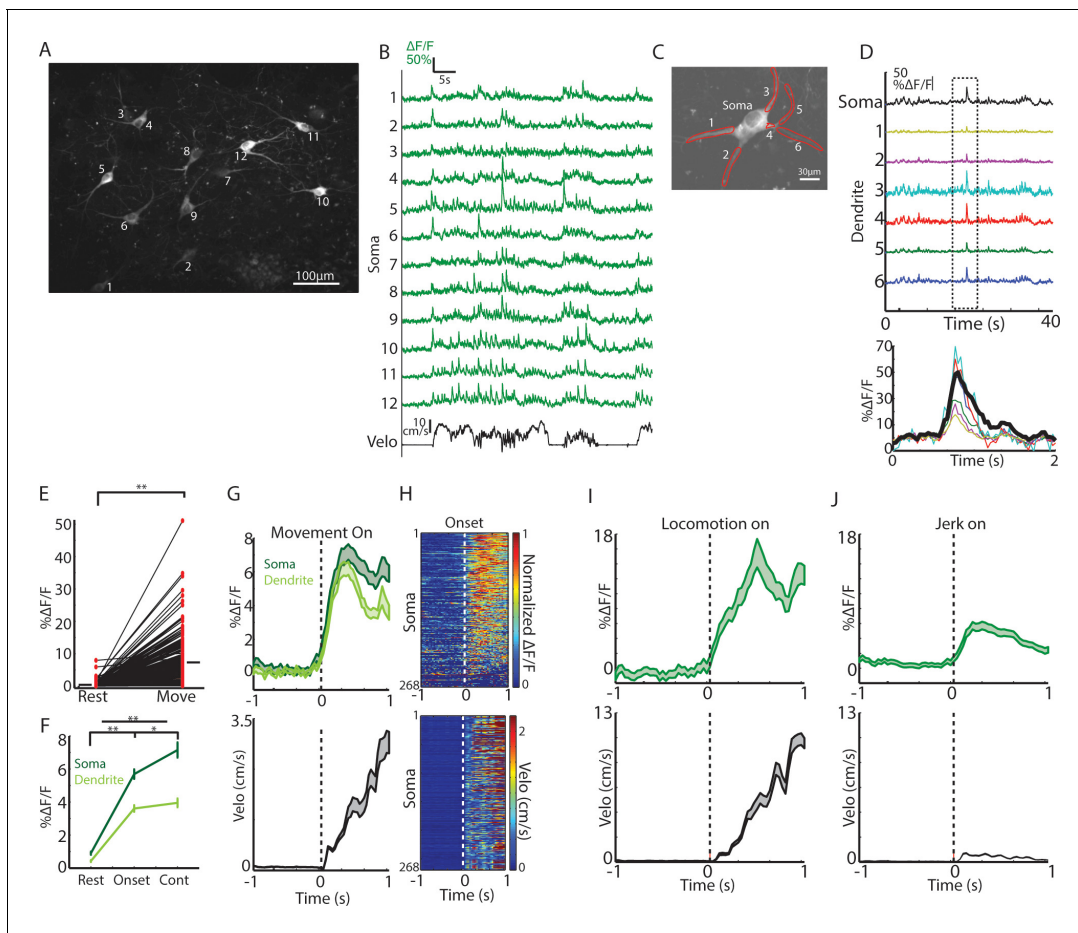 A
3
4
11
12
8
5
7
10
6
9
2
1
100μm
B
ΔF/F
50%
5s
1
2
3
4
5
6
7
8
9
10
11
12
Soma
10
cm/s
Velo
C
3
Soma
5
1
4
2
6
30μm
D
50
%ΔF/F
Soma
1
2
3
4
5
6
Dendrite
0
Time (s)
40
70
50
30
10
0
%ΔF/F
0
Time (s)
2
E
**
50
40
30
20
10
0
%ΔF/F
Rest
Move
F
**
**
*
8
6
4
2
0
%ΔF/F
Soma
Dendrite
Rest
Onset
Cont
G
Movement On
8
6
4
2
0
%ΔF/F
Soma
Dendrite
-1
0
1
3.5
0
Velo (cm/s)
-1
0
1
Time (s)
H
Onset
1
268
Soma
-1
0
1
1
0
Normalized ΔF/F
1
268
Soma
2
0
Velo (cm/s)
-1
0
1
Time (s)
I
Locomotion on
18
0
%ΔF/F
-1
0
1
13
0
Velo (cm/s)
-1
0
1
Time (s)
J
Jerk on
18
0
%ΔF/F
-1
0
1
13
0
Velo (cm/s)
-1
0
1
Time (s)